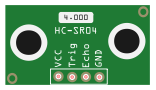 4.000
HC-SR04
VCC
Trig
Echo
GND